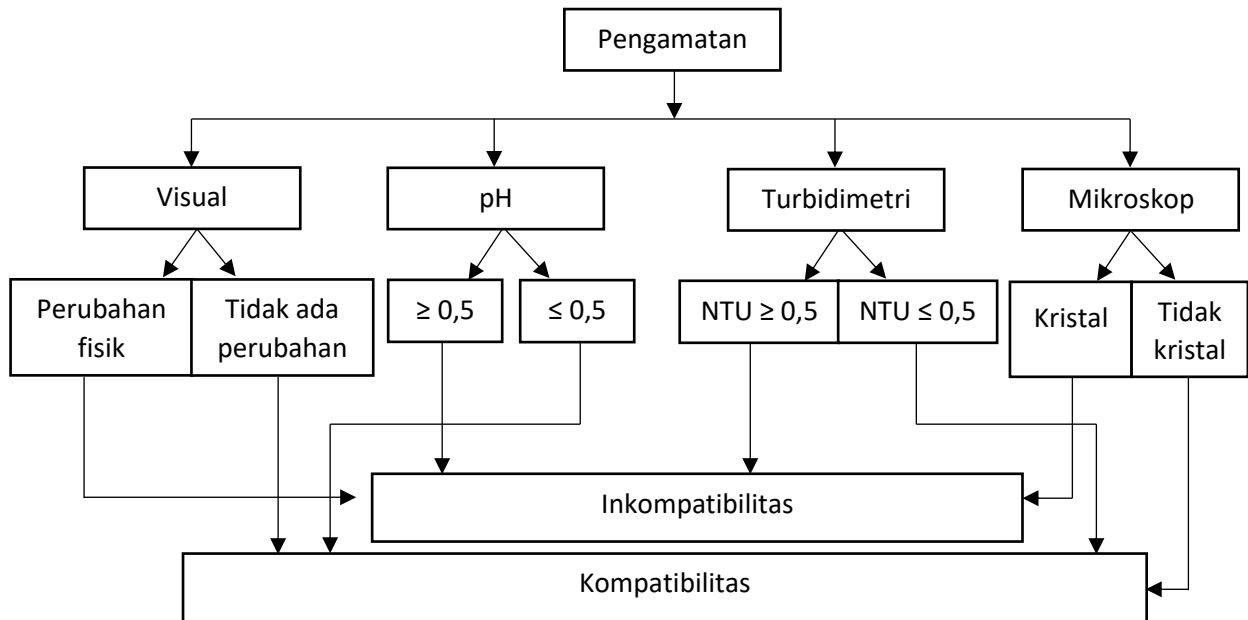 Pengamatan
Visual
pH
Turbidimetri
Mikroskop
Perubahan
fisik
Tidak ada
perubahan
≥ 0,5
≤ 0,5
NTU ≥ 0,5
NTU ≤ 0,5
Kristal
Tidak
kristal
Inkompatibilitas
Kompatibilitas